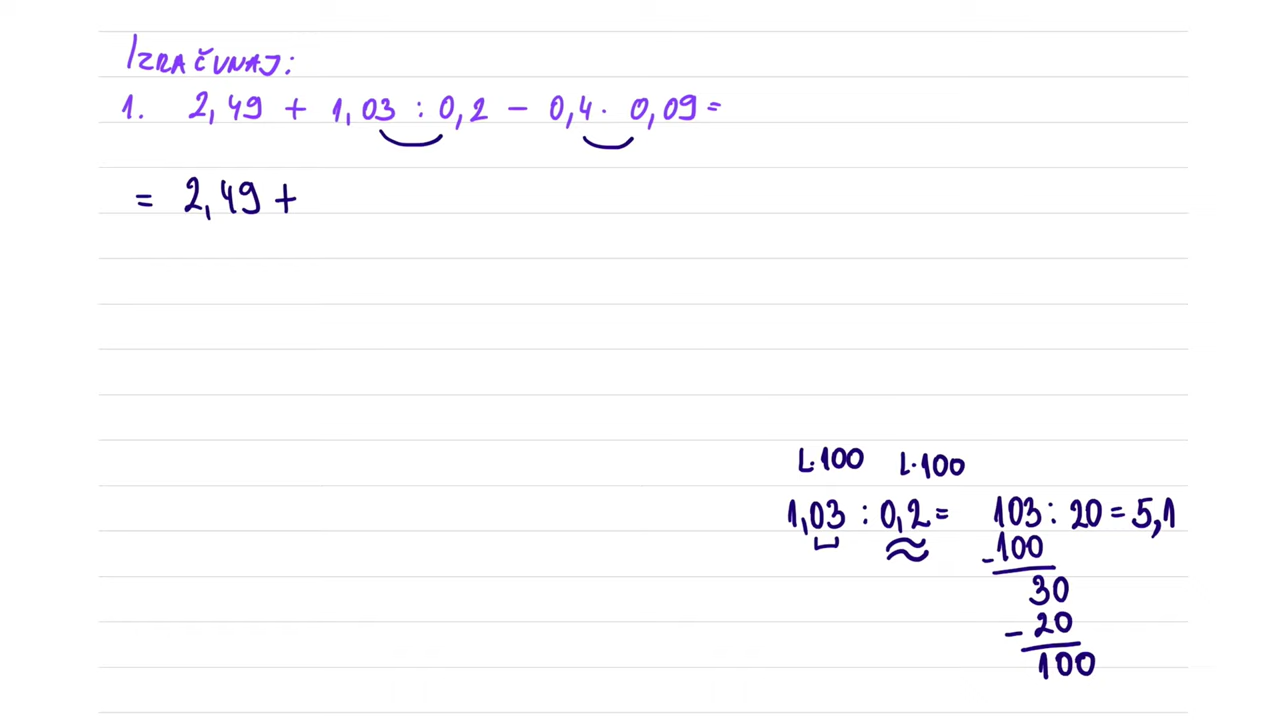 IZRAČUNAJ:
1. 2,49 + 1,03 : 0,2 - 0,4 · 0,09 =
= 2,49 +
|·100 |·100
1,03 : 0,2 = 103 : 20 = 5,1
-100
30
- 20
100